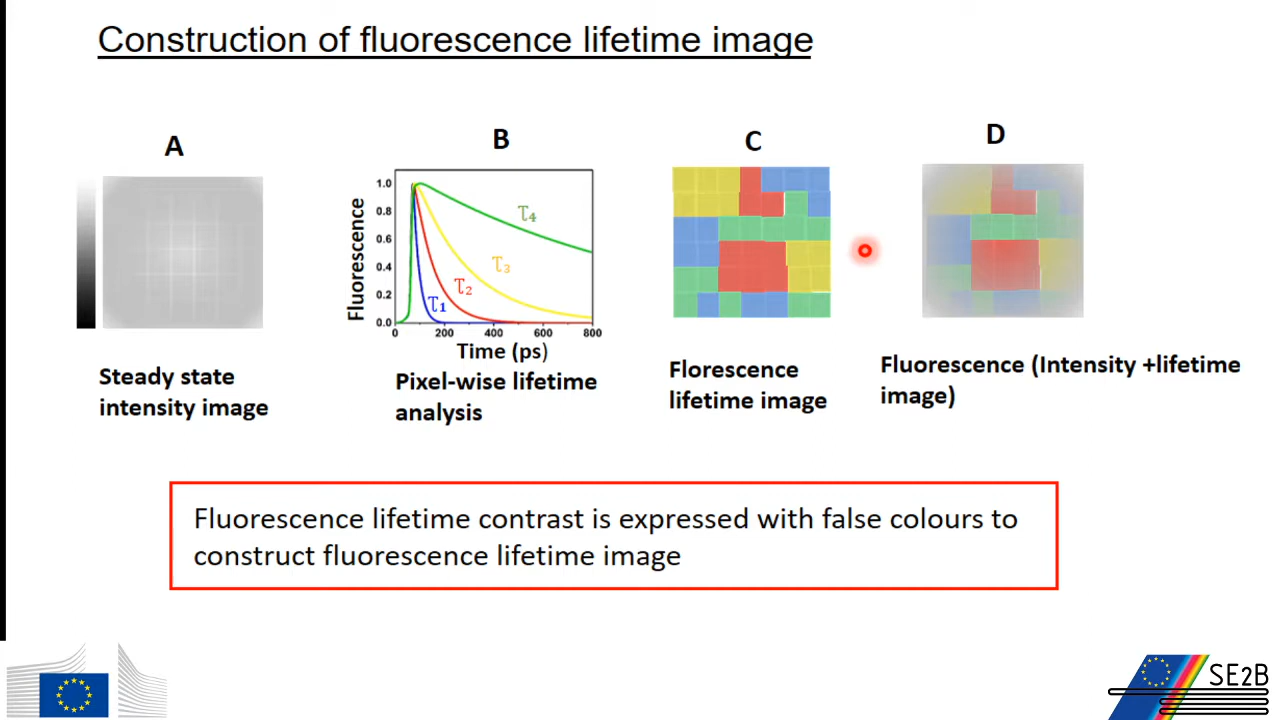 Construction of fluorescence lifetime image
A
B
C
D
Fluorescence
1.0
0.8
0.6
0.4
0.2
0.0
τ4
τ3
τ2
τ1
0 200 400 600 800
Time (ps)
Steady state
intensity image
Pixel-wise lifetime
analysis
Florescence
lifetime image
Fluorescence (Intensity +lifetime
image)
Fluorescence lifetime contrast is expressed with false colours to
construct fluorescence lifetime image
SE2B